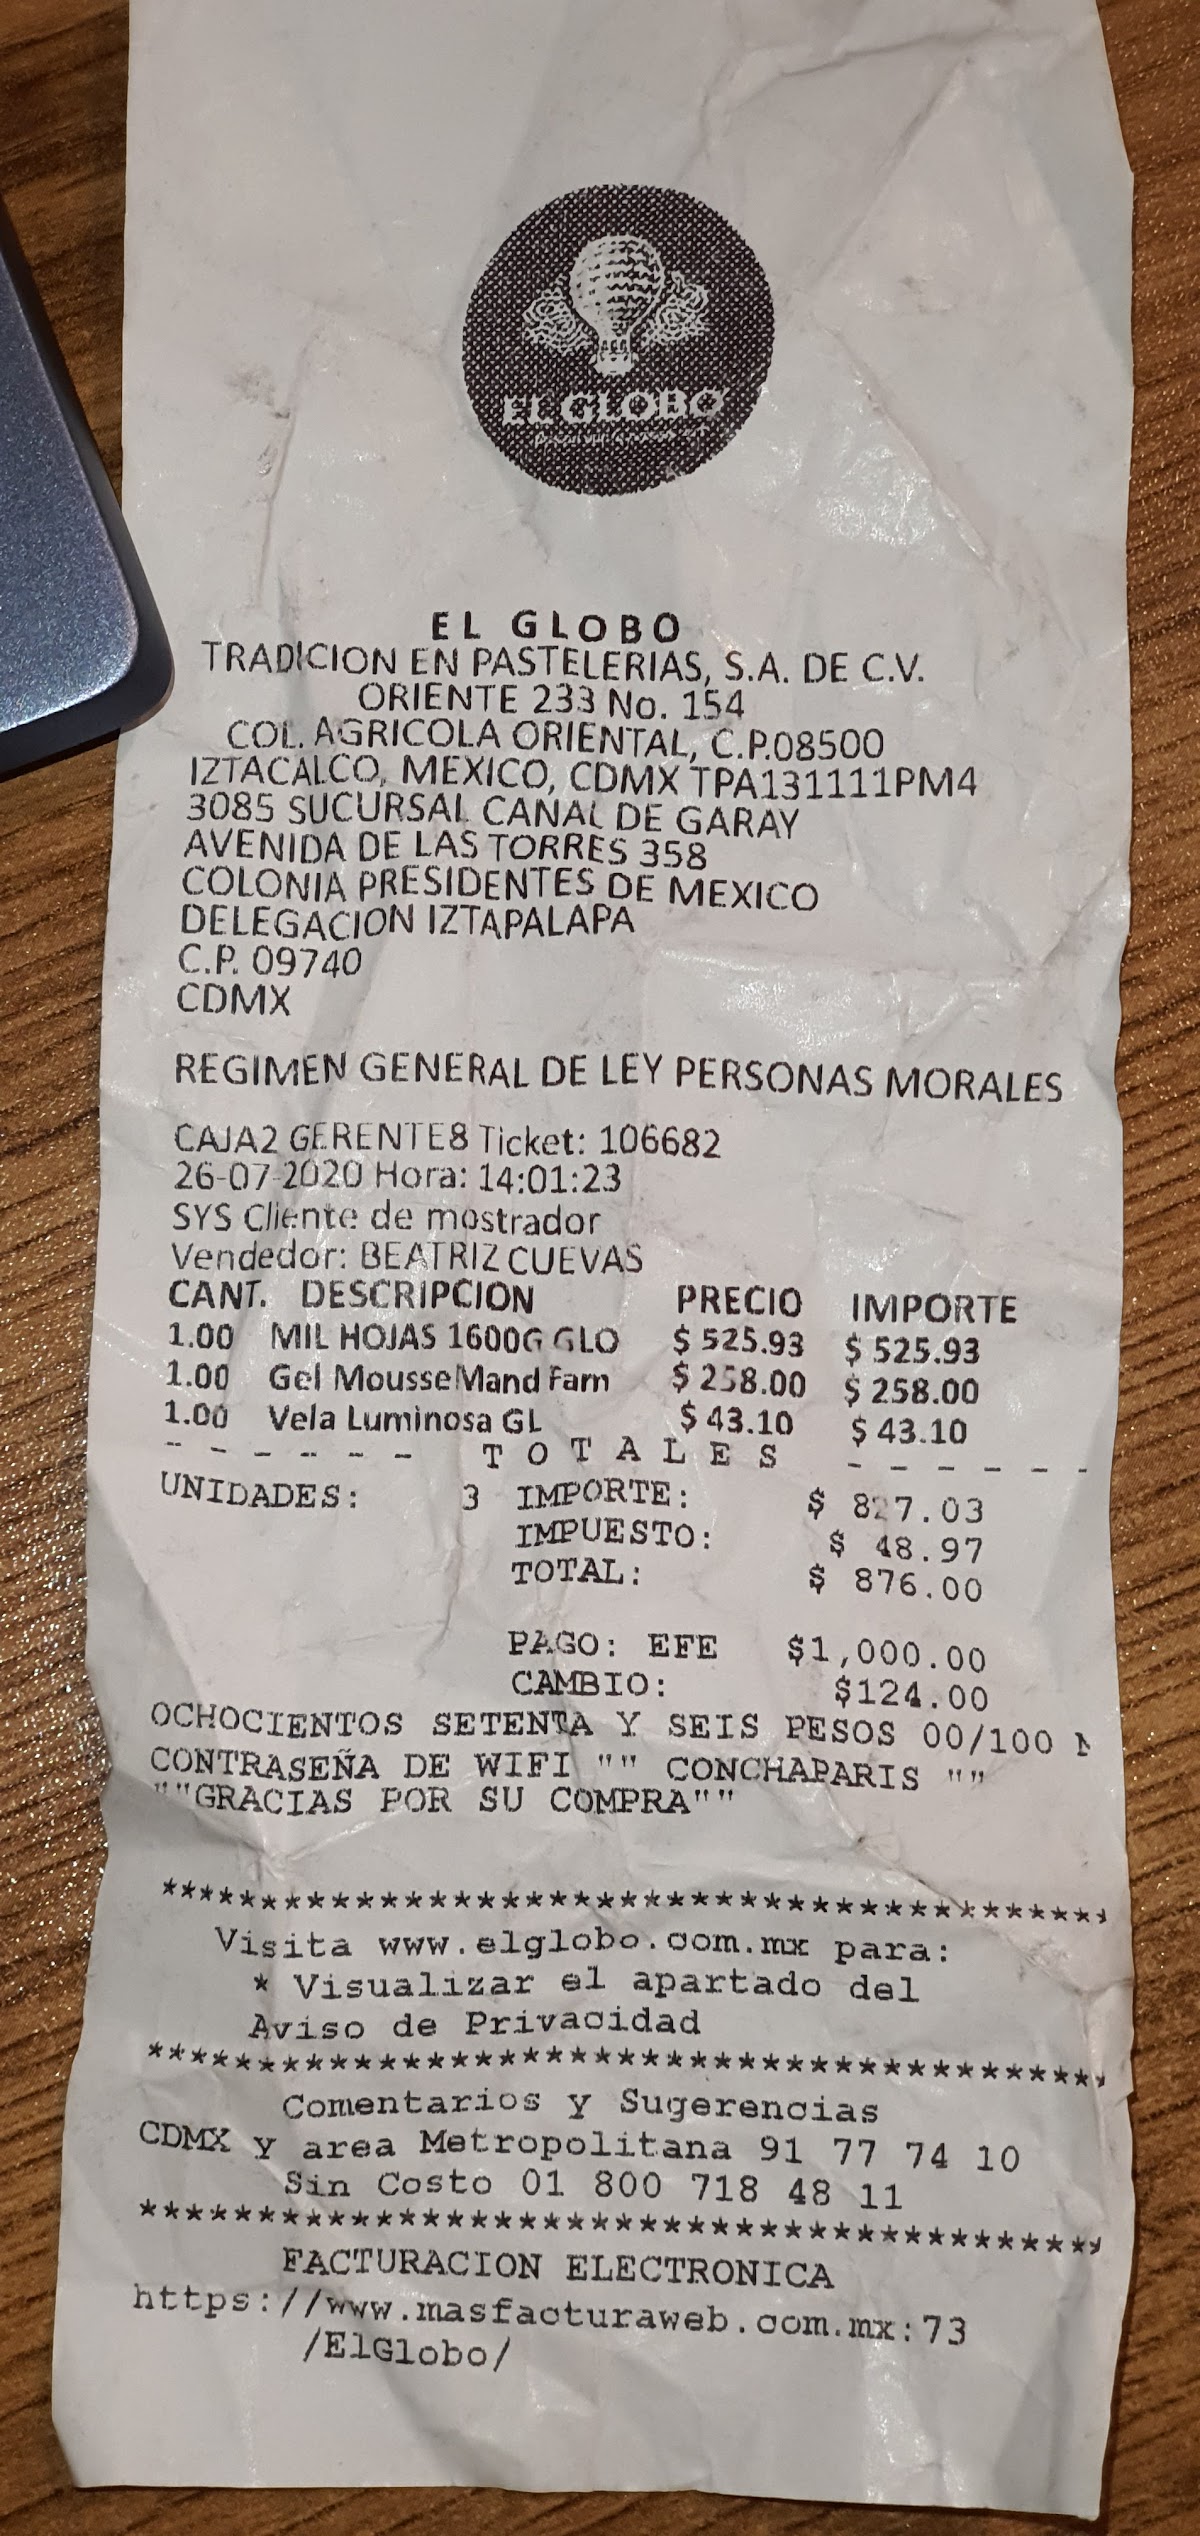 EL GLOBO
EL GLOBO
TRADICION EN PASTELERIAS, S.A. DE C.V.
ORIENTE 233 No. 154
COL. AGRICOLA ORIENTAL, C.P.08500
IZTACALCO, MEXICO, CDMX TPA131111PM4
3085 SUCURSAL CANAL DE GARAY
AVENIDA DE LAS TORRES 358
COLONIA PRESIDENTES DE MEXICO
DELEGACION IZTAPALAPA
C.P. 09740
CDMX
REGIMEN GENERAL DE LEY PERSONAS MORALES
CAJA2 GERENTE8 Ticket: 106682
26-07-2020 Hora: 14:01:23
SYS Cliente de mostrador
Vendedor: BEATRIZ CUEVAS
CANT. DESCRIPCION PRECIO IMPORTE
1.00 MIL HOJAS 1600G GLO $ 525.93 $ 525.93
1.00 Gel Mousse Mand Fam $ 258.00 $ 258.00
1.00 Vela Luminosa GL $ 43.10 $ 43.10
- - - - - - - T O T A L E S - - - - - - -
UNIDADES: 3 IMPORTE: $ 827.03
IMPUESTO: $ 48.97
TOTAL: $ 876.00
PAGO: EFE $1,000.00
CAMBIO: $124.00
OCHOCIENTOS SETENTA Y SEIS PESOS 00/100
CONTRASEÑA DE WIFI "" CONCHAPARIS ""
""GRACIAS POR SU COMPRA""
****************************************
Visita www.elglobo.com.mx para:
* Visualizar el apartado del
Aviso de Privacidad
****************************************
Comentarios y Sugerencias
CDMX y area Metropolitana 91 77 74 10
Sin Costo 01 800 718 48 11
****************************************
FACTURACION ELECTRONICA
https://www.masfacturaweb.com.mx:73
/ElGlobo/